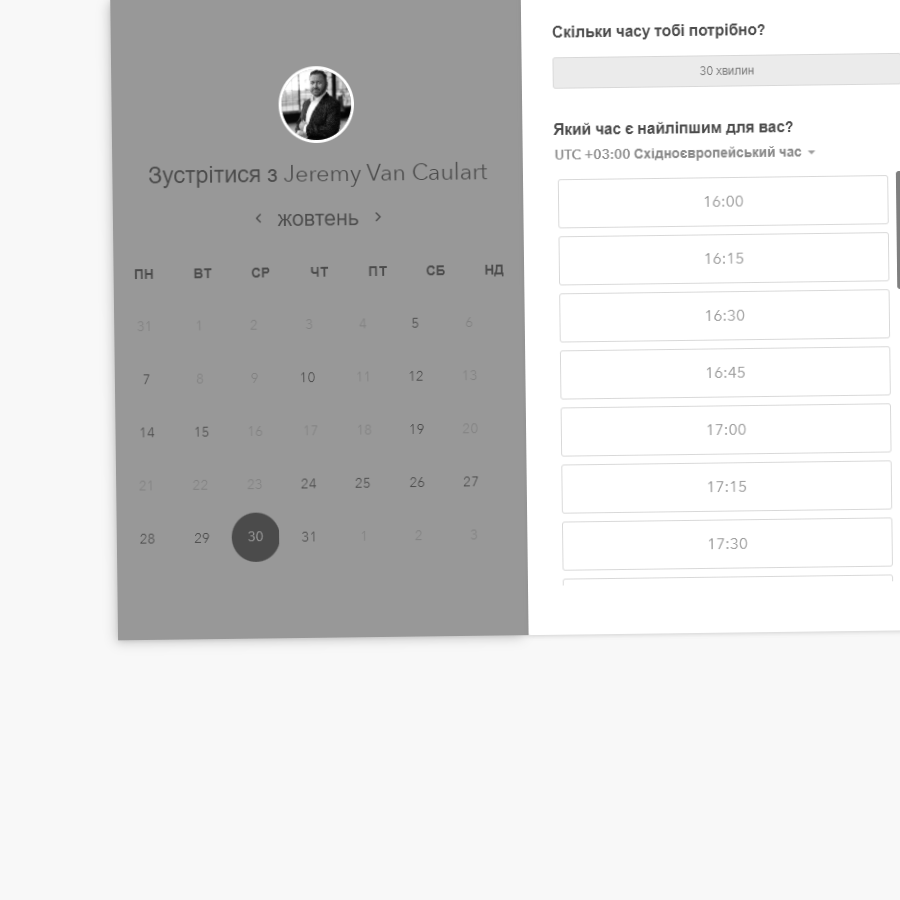 Зустрітися з Jeremy Van Caulart
жовтень
ПН ВТ СР ЧТ ПТ СБ НД
31 1 2 3 4 5 6
7 8 9 10 11 12 13
14 15 16 17 18 19 20
21 22 23 24 25 26 27
28 29 30 31 1 2 3
Скільки часу тобі потрібно?
30 хвилин
Який час є найліпшим для вас?
UTC +03:00 Східноєвропейський час
16:00
16:15
16:30
16:45
17:00
17:15
17:30